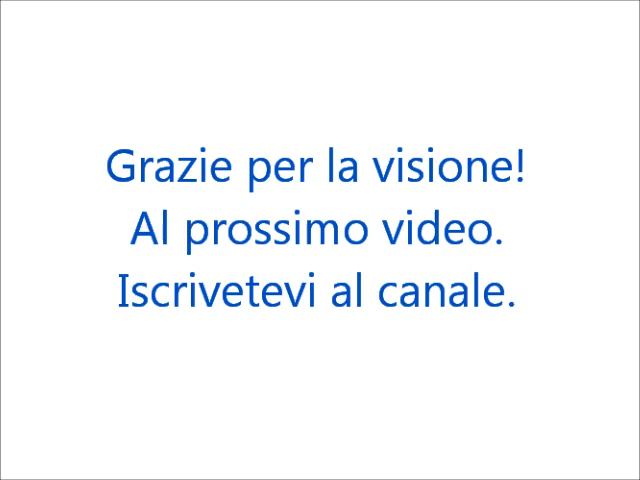 Grazie per la visione!
Al prossimo video.
Iscrivetevi al canale.